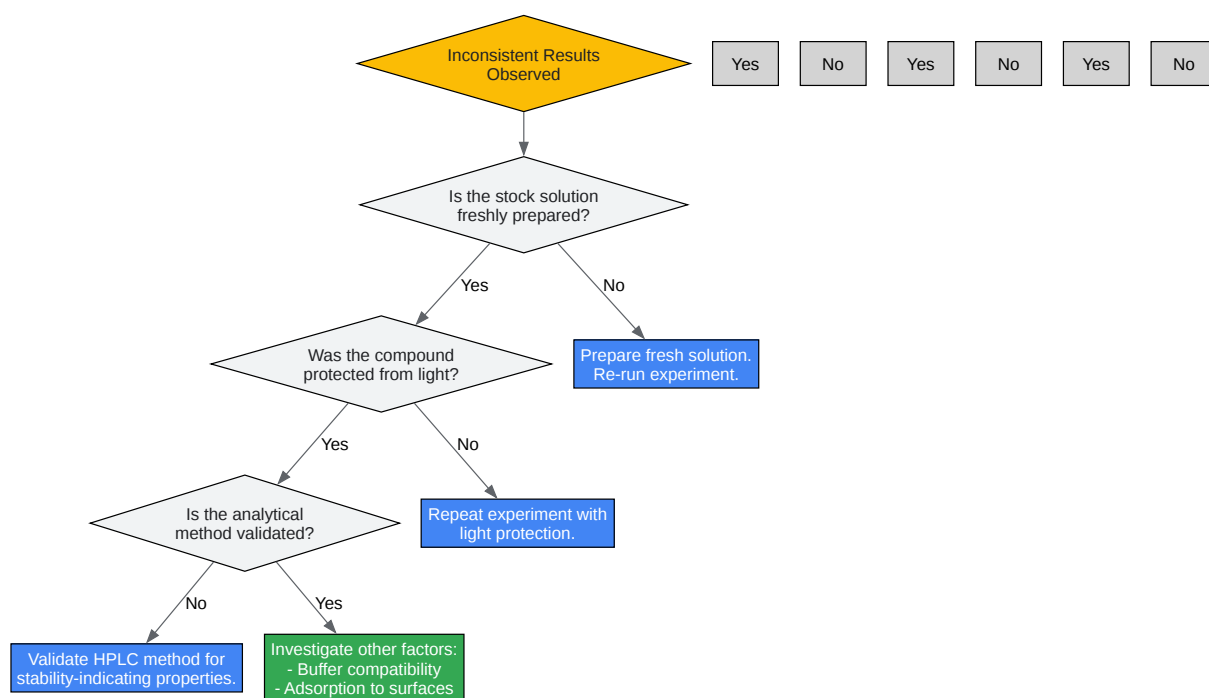 Inconsistent Results
Observed
Yes
No
Yes
No
Yes
No
Is the stock solution
freshly prepared?
Yes
No
Was the compound
protected from light?
Prepare fresh solution.
Re-run experiment.
Yes
No
Is the analytical
method validated?
Repeat experiment with
light protection.
No
Yes
Validate HPLC method for
stability-indicating properties.
Investigate other factors:
- Buffer compatibility
- Adsorption to surfaces